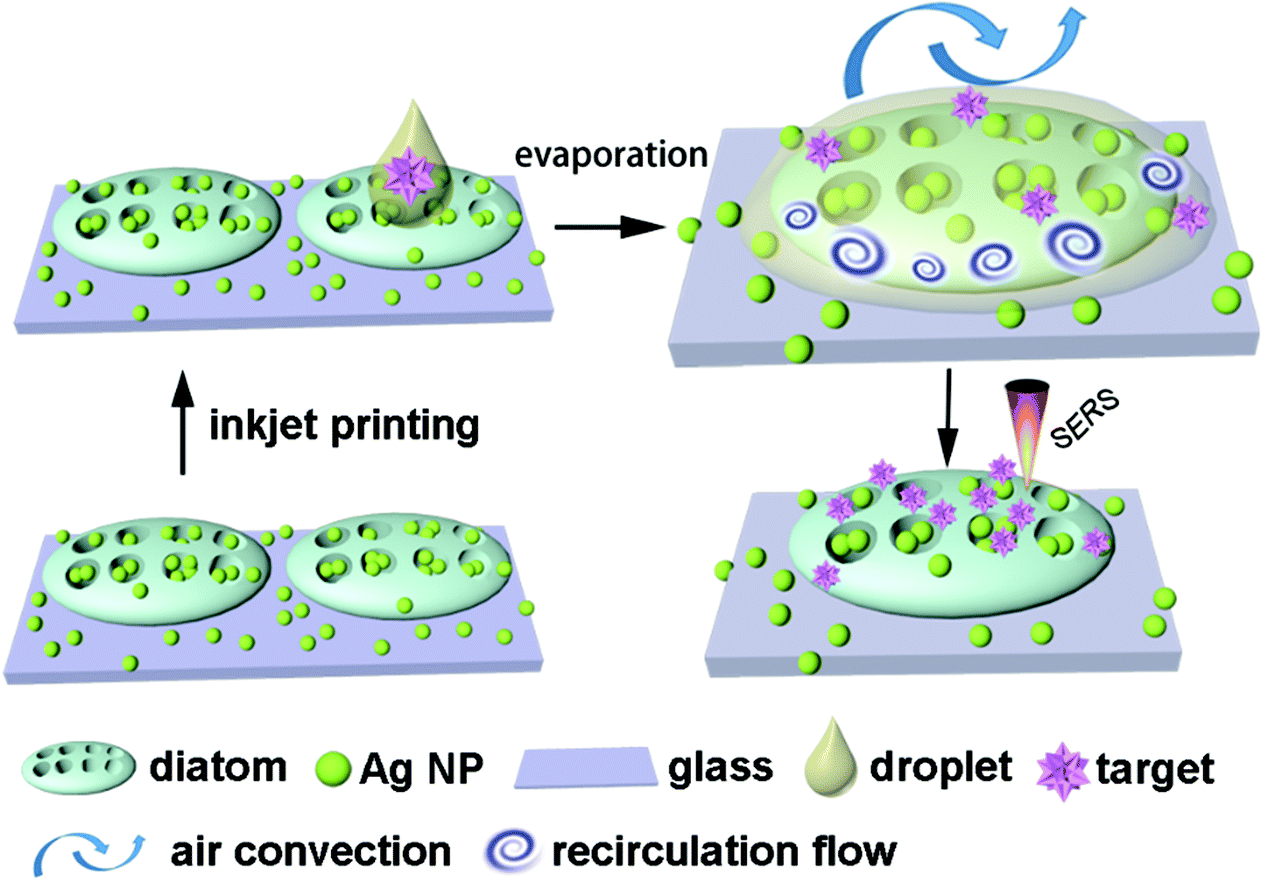 evaporation
inkjet printing
SERS
diatom Ag NP glass droplet target
air convection recirculation flow